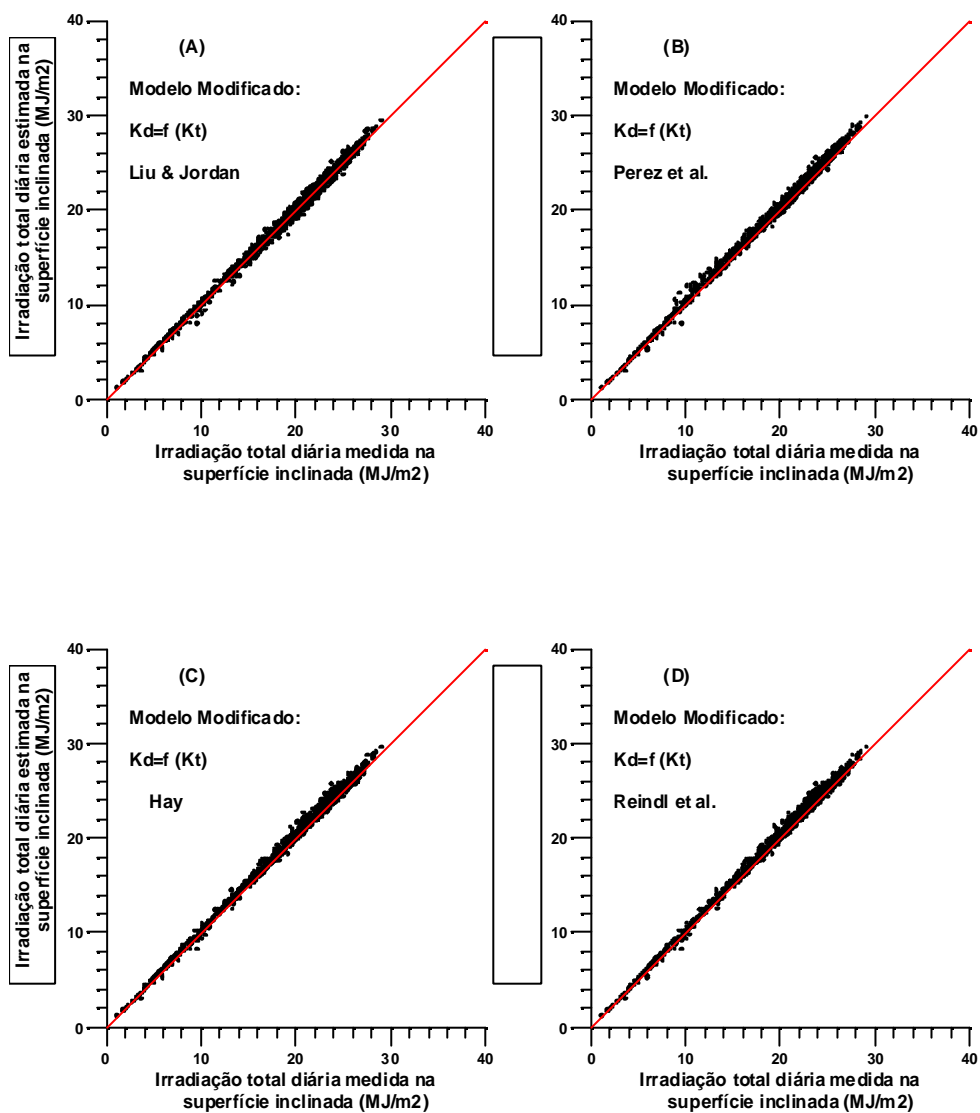 40
30
20
10
0
Irradiação total diária estimada na
superfície inclinada (MJ/m2)
(A)
Modelo Modificado:
Kd=f (Kt)
Liu & Jordan
0 10 20 30 40
Irradiação total diária medida na
superfície inclinada (MJ/m2)
40
30
20
10
0
(B)
Modelo Modificado:
Kd=f (Kt)
Perez et al.
0 10 20 30 40
Irradiação total diária medida na
superfície inclinada (MJ/m2)
40
30
20
10
0
Irradiação total diária estimada na
superfície inclinada (MJ/m2)
(C)
Modelo Modificado:
Kd=f (Kt)
Hay
0 10 20 30 40
Irradiação total diária medida na
superfície inclinada (MJ/m2)
40
30
20
10
0
(D)
Modelo Modificado:
Kd=f (Kt)
Reindl et al.
0 10 20 30 40
Irradiação total diária medida na
superfície inclinada (MJ/m2)